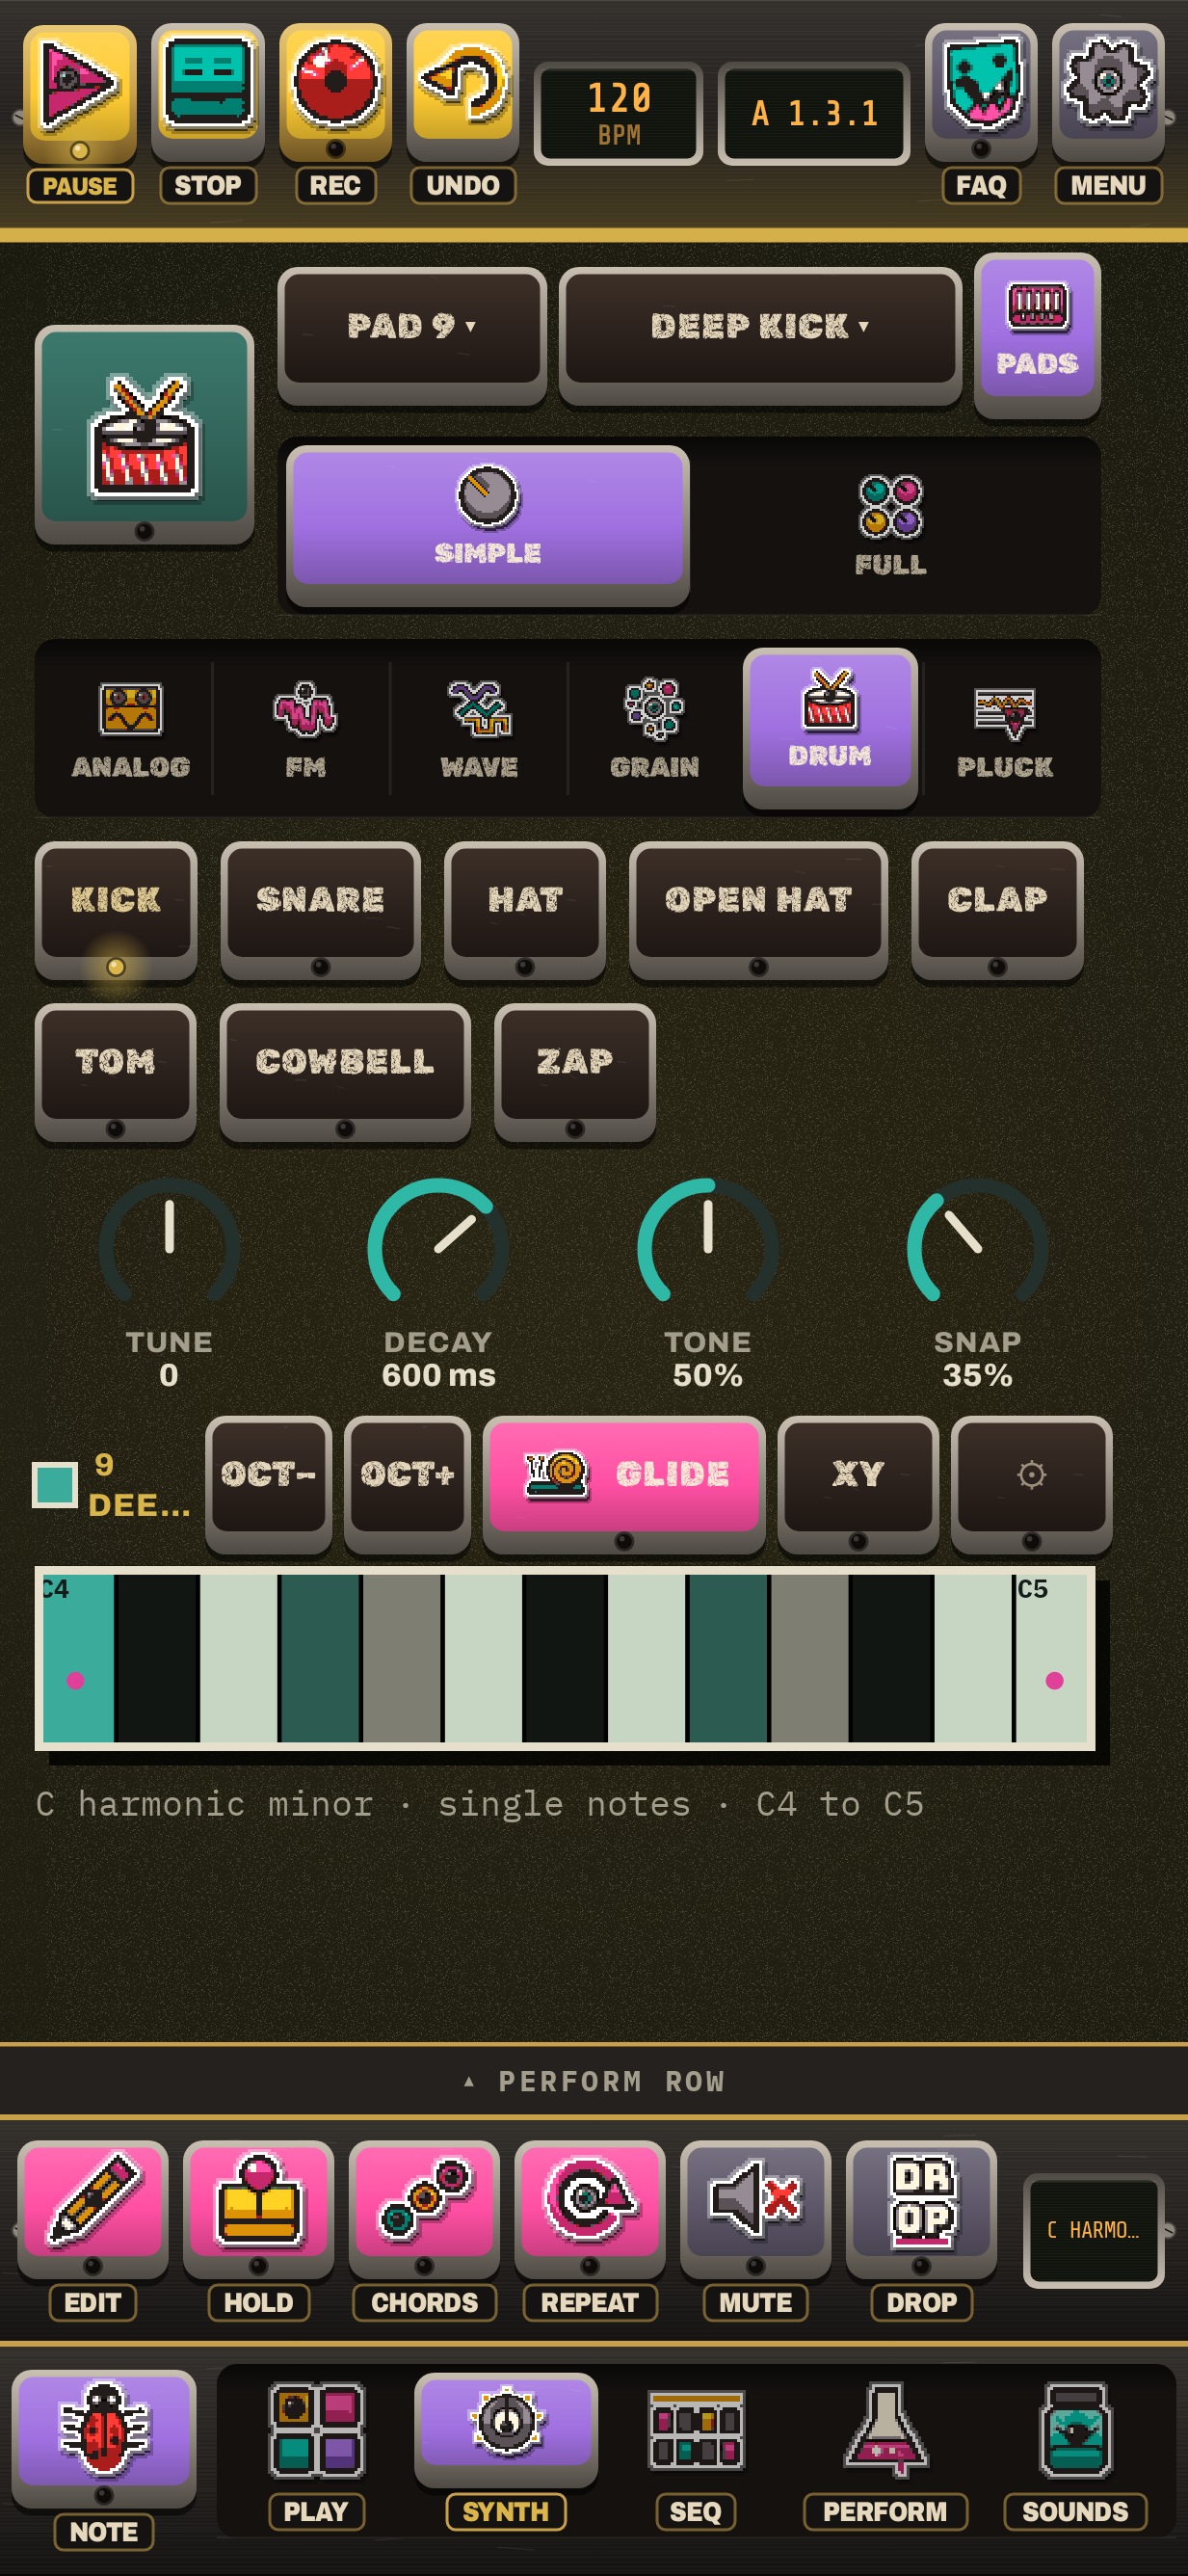 120
BPM
A 1.3.1
PAUSE STOP REC UNDO FAQ MENU
PAD 9 ▾ DEEP KICK ▾ PADS
SIMPLE FULL
ANALOG FM WAVE GRAIN DRUM PLUCK
KICK SNARE HAT OPEN HAT CLAP
TOM COWBELL ZAP
TUNE DECAY TONE SNAP
0 600 ms 50% 35%
9
DEE...
OCT- OCT+ GLIDE XY
C4 C5
C harmonic minor · single notes · C4 to C5
▴ PERFORM ROW
DR
OP
C HARMO…
EDIT HOLD CHORDS REPEAT MUTE DROP
NOTE PLAY SYNTH SEQ PERFORM SOUNDS